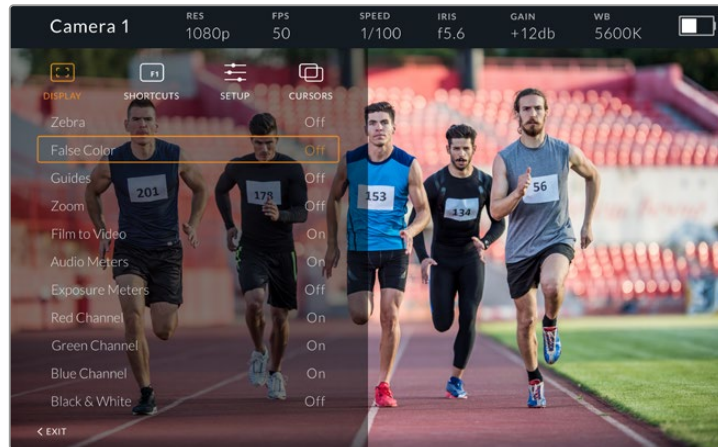 Camera 1
RES FPS SPEED IRIS GAIN WB
1080p 50 1/100 f5.6 +12db 5600K
F1
DISPLAY SHORTCUTS SETUP CURSORS
Zebra Off
False Color Off
Guides Off
Zoom Off
Film to Video On
Audio Meters On
Exposure Meters Off
Red Channel On
Green Channel On
Blue Channel On
Black & White Off
< EXIT
201
178
153
134
56